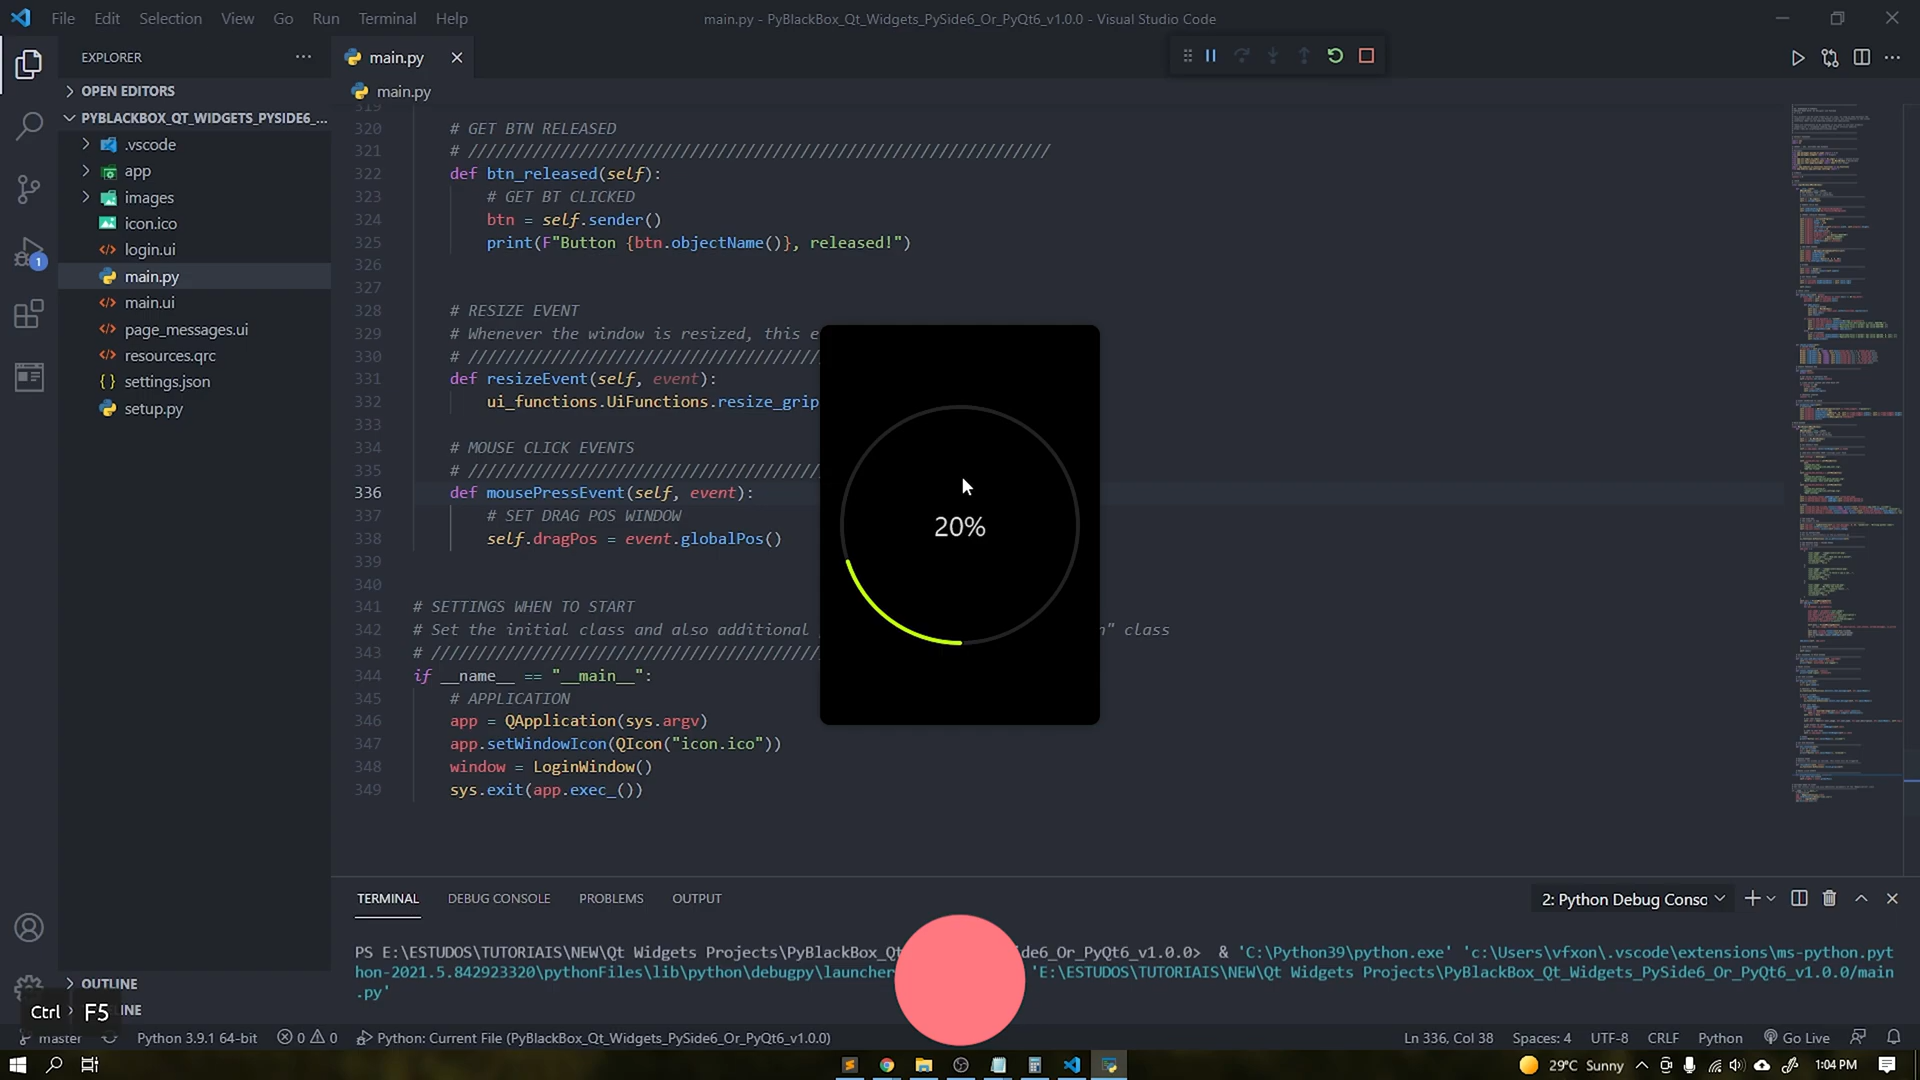 File Edit Selection View Go Run Terminal Help
main.py - PyBlackBox_Qt_Widgets_PySide6_Or_PyQt6_v1.0.0 - Visual Studio Code
EXPLORER
OPEN EDITORS
PYBLACKBOX_QT_WIDGETS_PYSIDE6_...
.vscode
app
images
icon.ico
login.ui
main.py
main.ui
page_messages.ui
resources.qrc
settings.json
setup.py
OUTLINE
LINE
Ctrl F5
1
main.py
main.py
319
320 # GET BTN RELEASED
321 # ///////////////////////////////////////////////////////////////
322 def btn_released(self):
323 # GET BT CLICKED
324 btn = self.sender()
325 print(F"Button {btn.objectName()}, released!")
326
327
328 # RESIZE EVENT
329 # Whenever the window is resized, this e
330 # //////////////////////////////////////
331 def resizeEvent(self, event):
332 ui_functions.UiFunctions.resize_grip
333
334 # MOUSE CLICK EVENTS
335 # //////////////////////////////////////
336 def mousePressEvent(self, event):
337 # SET DRAG POS WINDOW
338 self.dragPos = event.globalPos()
339
340
341 # SETTINGS WHEN TO START
342 # Set the initial class and also additional n" class
343 # //////////////////////////////////////////
344 if __name__ == "__main__":
345 # APPLICATION
346 app = QApplication(sys.argv)
347 app.setWindowIcon(QIcon("icon.ico"))
348 window = LoginWindow()
349 sys.exit(app.exec_())
20%
TERMINAL DEBUG CONSOLE PROBLEMS OUTPUT
2: Python Debug Conso
PS E:\ESTUDOS\TUTORIAIS\NEW\Qt Widgets Projects\PyBlackBox_Qt ide6_Or_PyQt6_v1.0.0> & 'C:\Python39\python.exe' 'c:\Users\vfxon\.vscode\extensions\ms-python.pyt
hon-2021.5.842923320\pythonFiles\lib\python\debugpy\launcher 'E:\ESTUDOS\TUTORIAIS\NEW\Qt Widgets Projects\PyBlackBox_Qt_Widgets_PySide6_Or_PyQt6_v1.0.0/main
.py'
master Python 3.9.1 64-bit 0 0 Python: Current File (PyBlackBox_Qt_Widgets_PySide6_Or_PyQt6_v1.0.0) Ln 336, Col 38 Spaces: 4 UTF-8 CRLF Python Go Live
29°C Sunny 1:04 PM